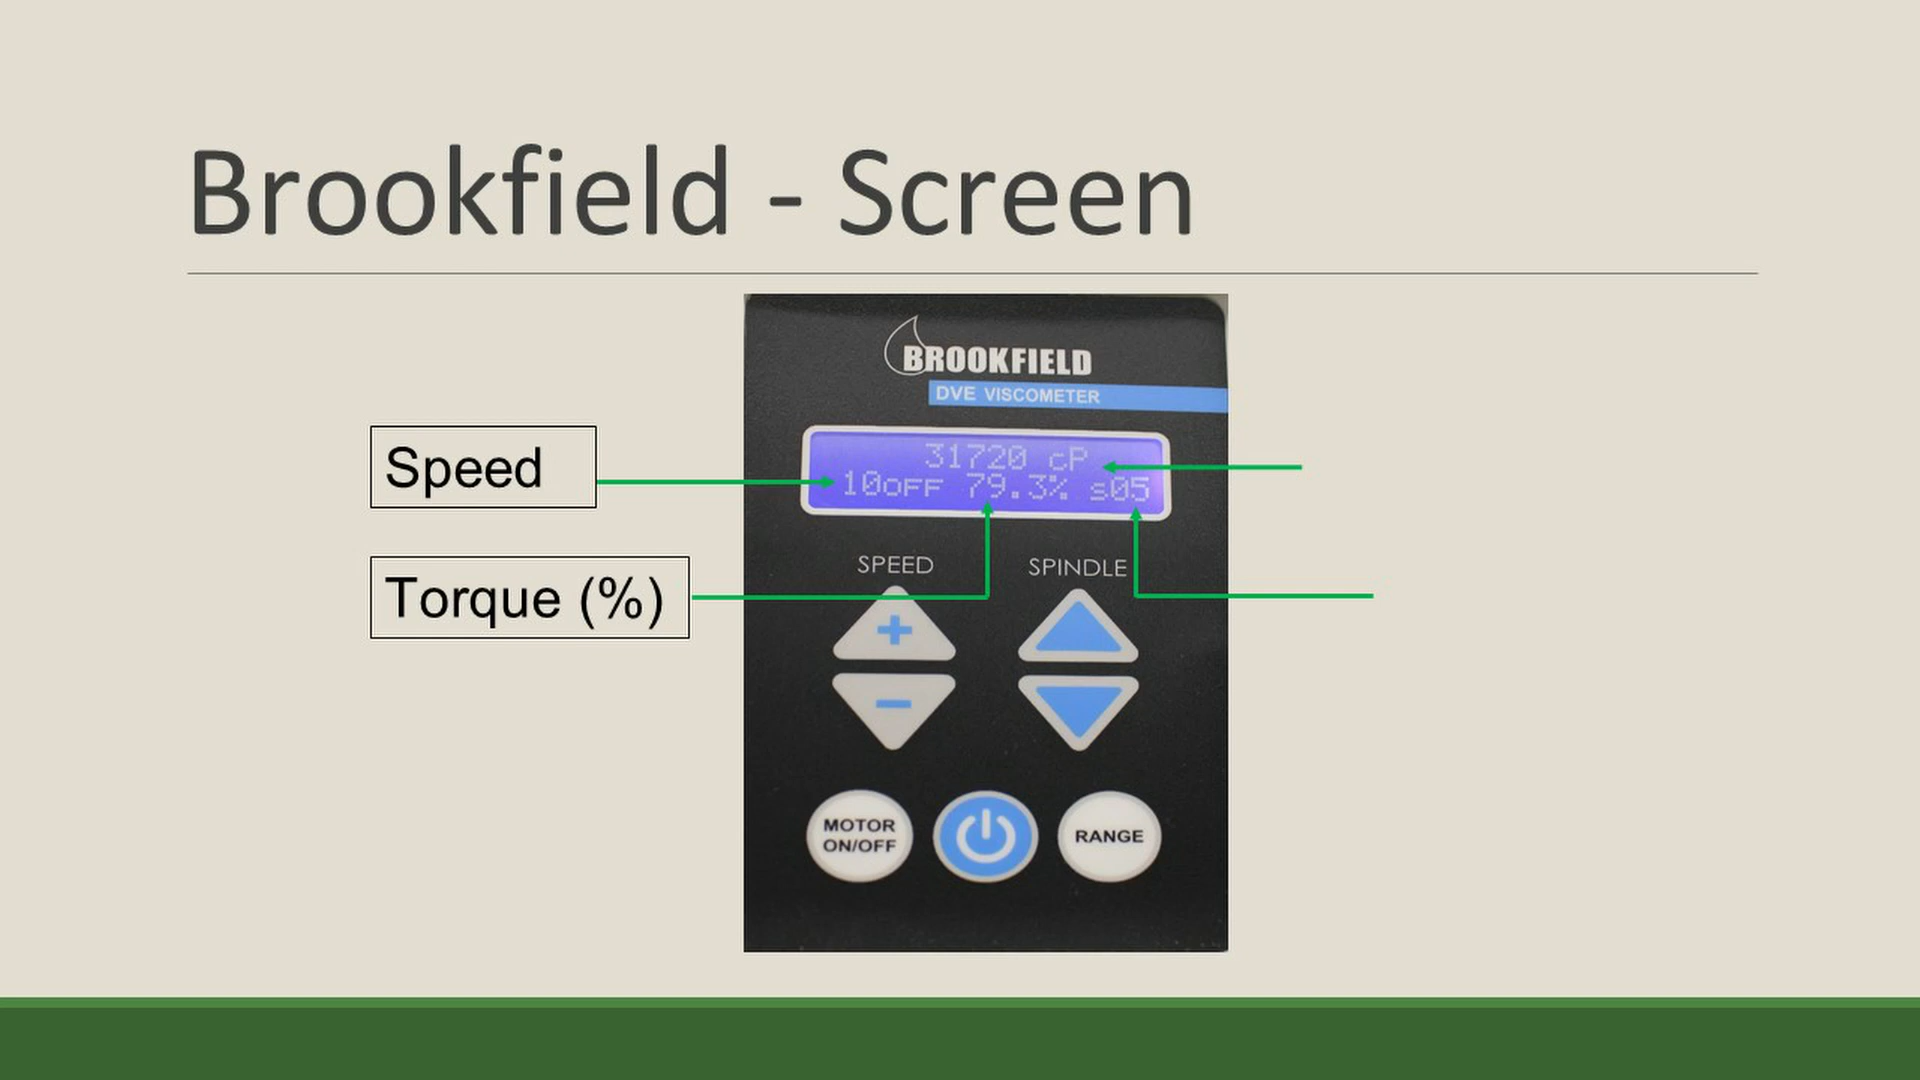 Brookfield - Screen
BROOKFIELD
DVE VISCOMETER
Speed
31720 cP
10OFF 79.3% s05
SPEED
SPINDLE
Torque (%)
+
−
MOTOR
ON/OFF
RANGE